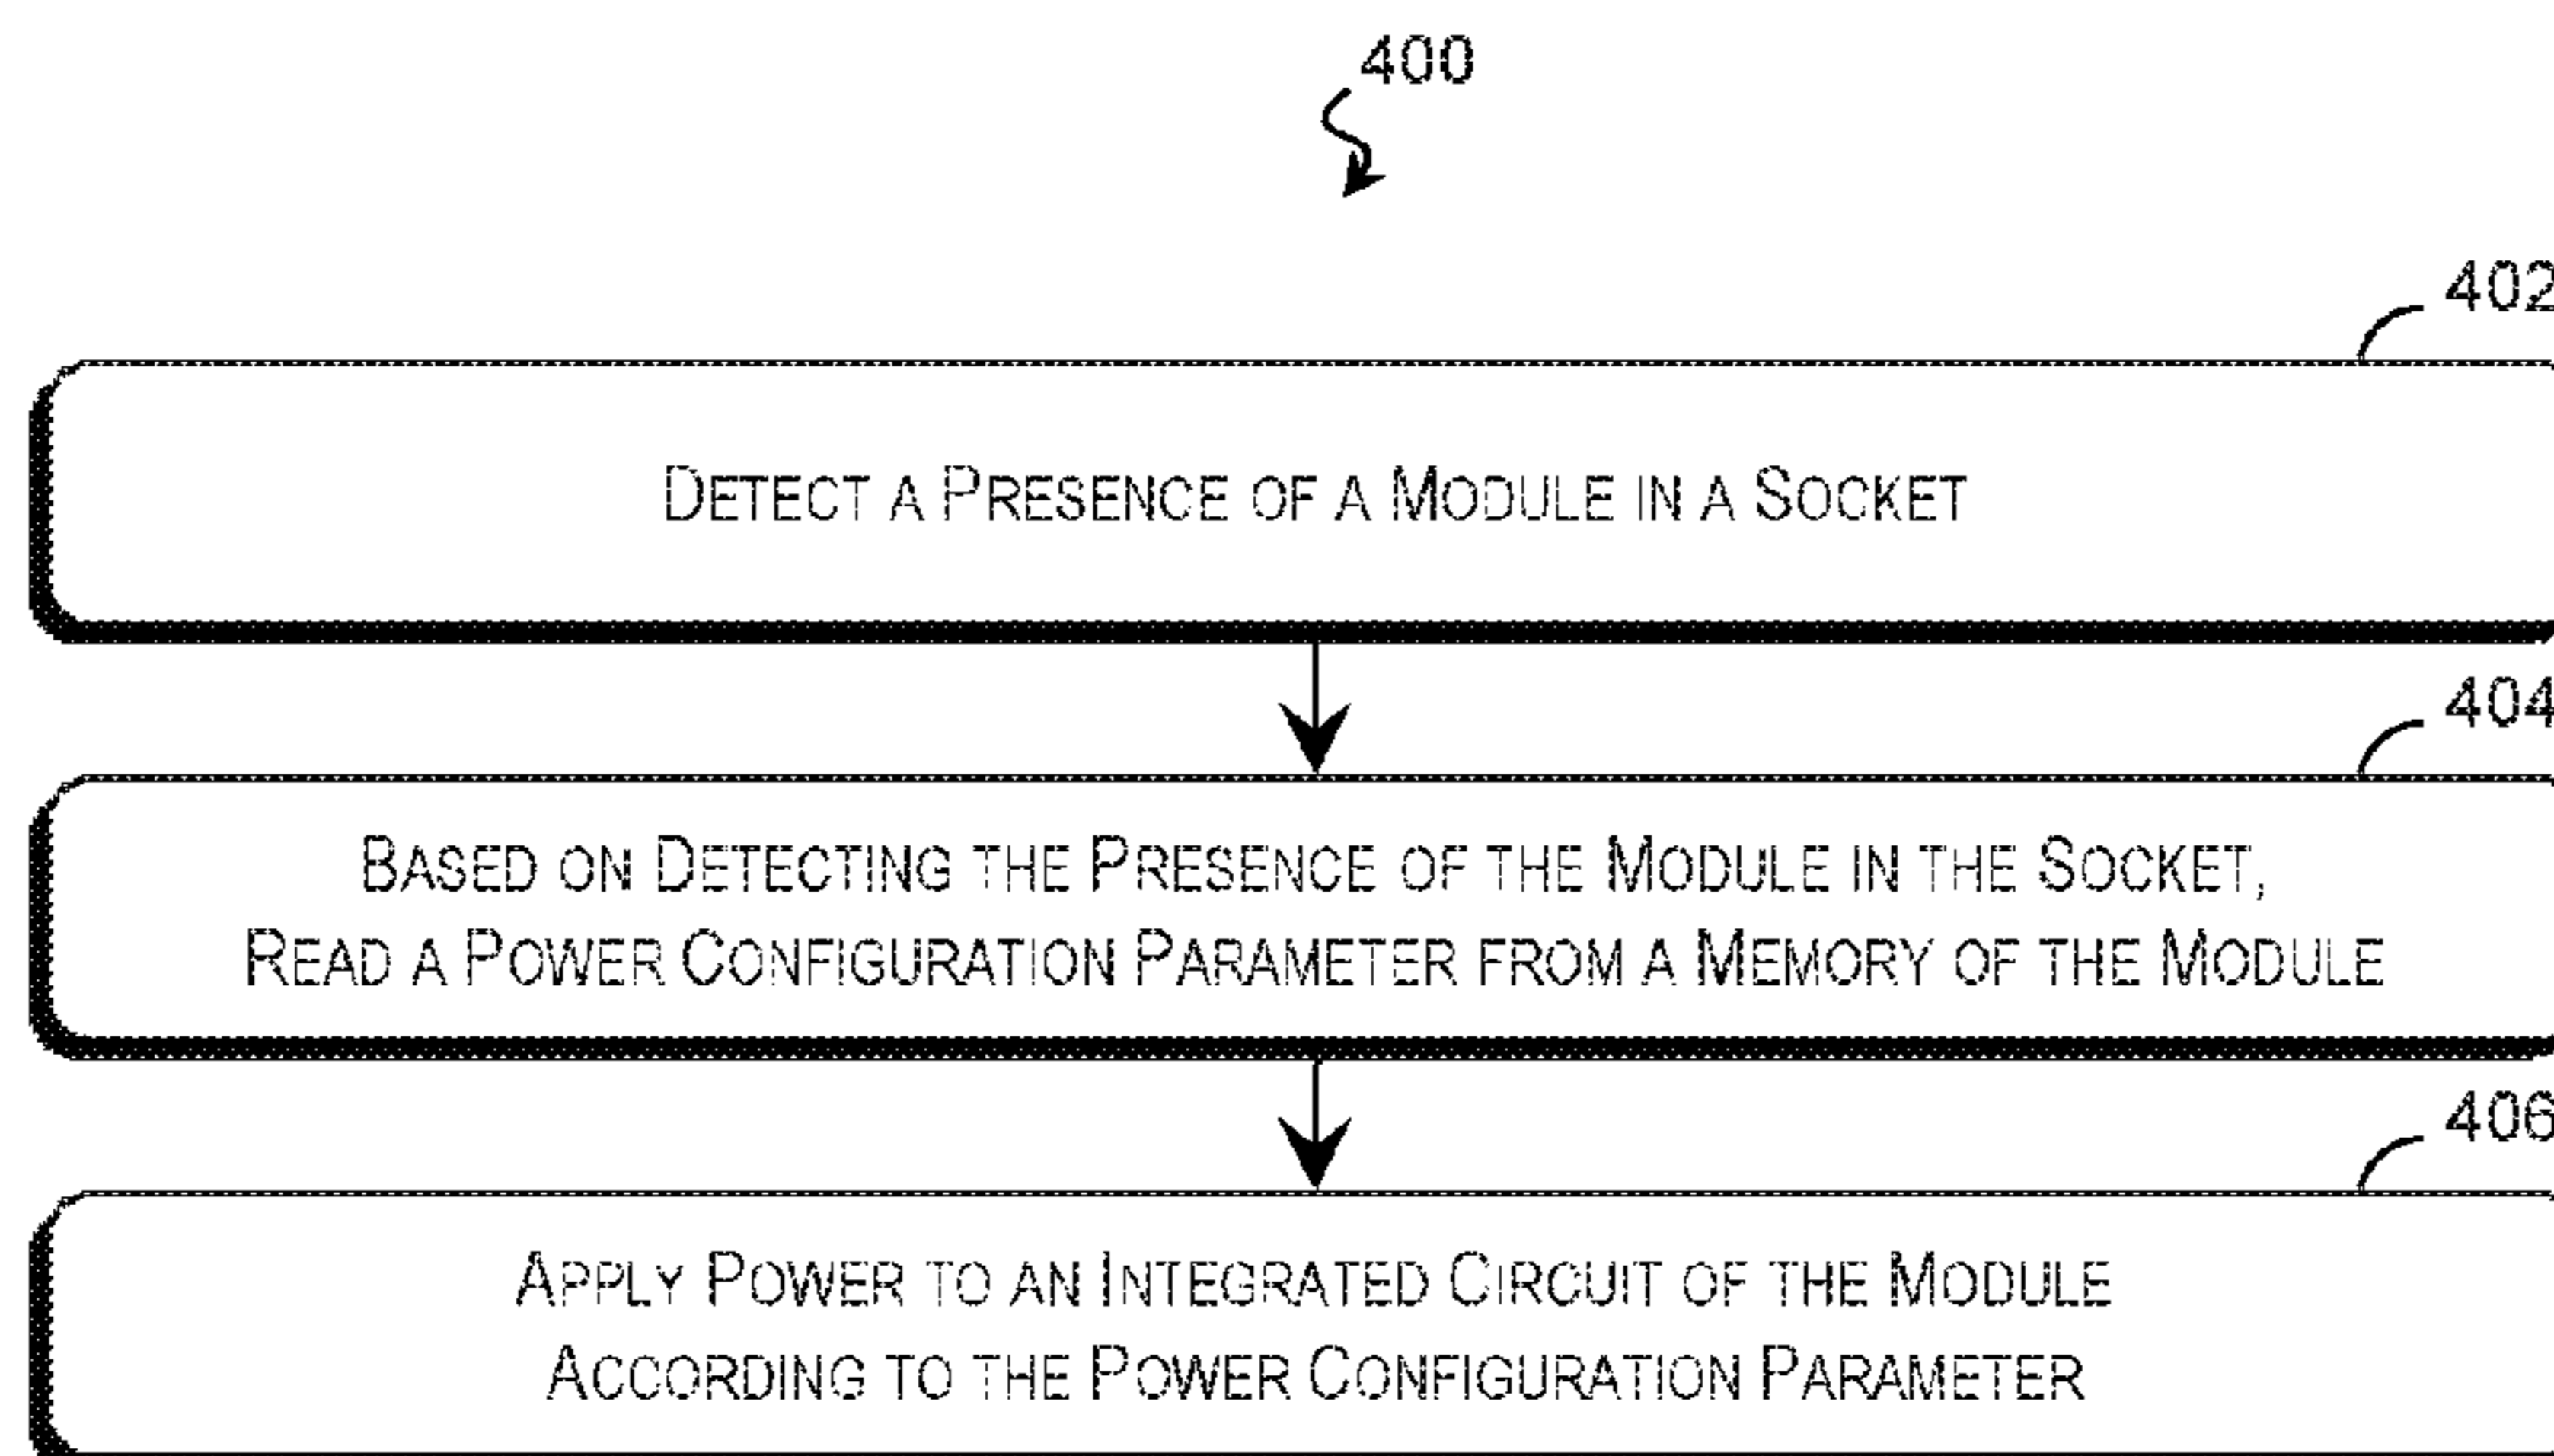 400
402
DETECT A PRESENCE OF A MODULE IN A SOCKET
404
BASED ON DETECTING THE PRESENCE OF THE MODULE IN THE SOCKET,
READ A POWER CONFIGURATION PARAMETER FROM A MEMORY OF THE MODULE
406
APPLY POWER TO AN INTEGRATED CIRCUIT OF THE MODULE
ACCORDING TO THE POWER CONFIGURATION PARAMETER